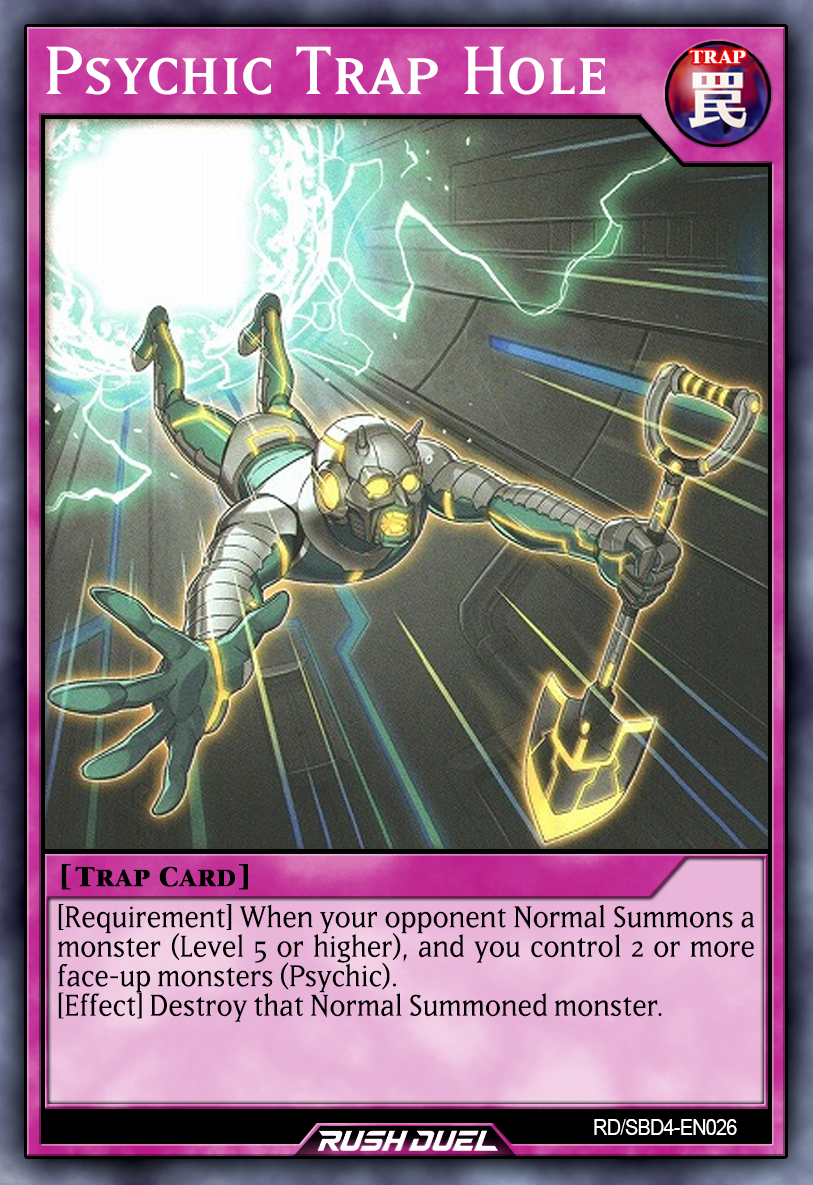 Psychic Trap Hole
TRAP
罠
[Trap Card]
[Requirement] When your opponent Normal Summons a
monster (Level 5 or higher), and you control 2 or more
face-up monsters (Psychic).
[Effect] Destroy that Normal Summoned monster.
RD/SBD4-EN026
RUSH DUEL